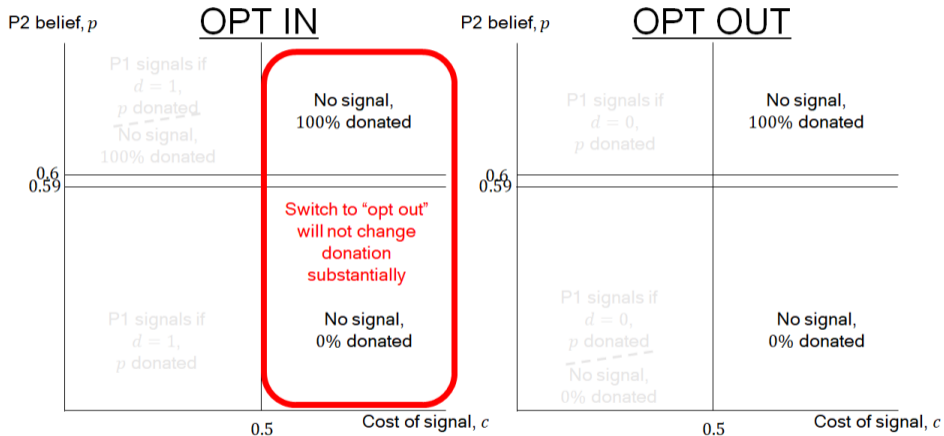 P2 belief, p
OPT IN
P1 signals if
d = 1,
p donated
No signal,
100% donated
No signal,
100% donated
0.6
0.59
Switch to “opt out”
will not change
donation
substantially
P1 signals if
d = 1,
p donated
No signal,
0% donated
0.5
Cost of signal, c
P2 belief, p
OPT OUT
P1 signals if
d = 0,
p donated
No signal,
100% donated
0.6
0.59
P1 signals if
d = 0,
p donated
No signal,
0% donated
No signal,
0% donated
0.5
Cost of signal, c